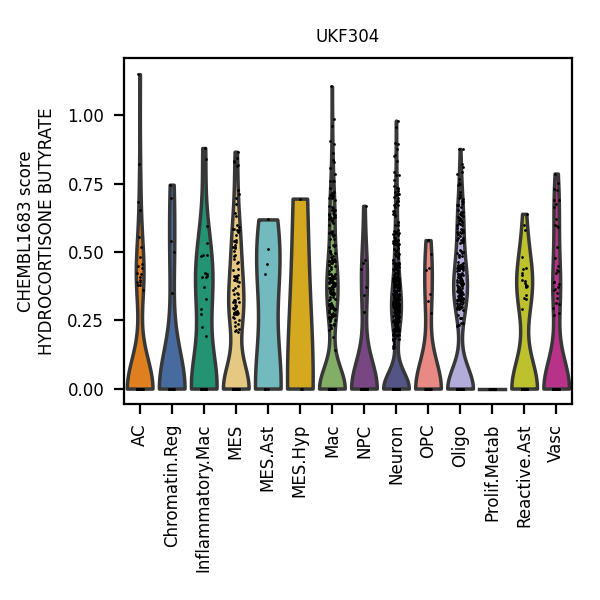 UKF304
CHEMBL1683 score
HYDROCORTISONE BUTYRATE
1.00
0.75
0.50
0.25
0.00
AC
Chromatin.Reg
Inflammatory.Mac
MES
MES.Ast
MES.Hyp
Mac
NPC
Neuron
OPC
Oligo
Prolif.Metab
Reactive.Ast
Vasc